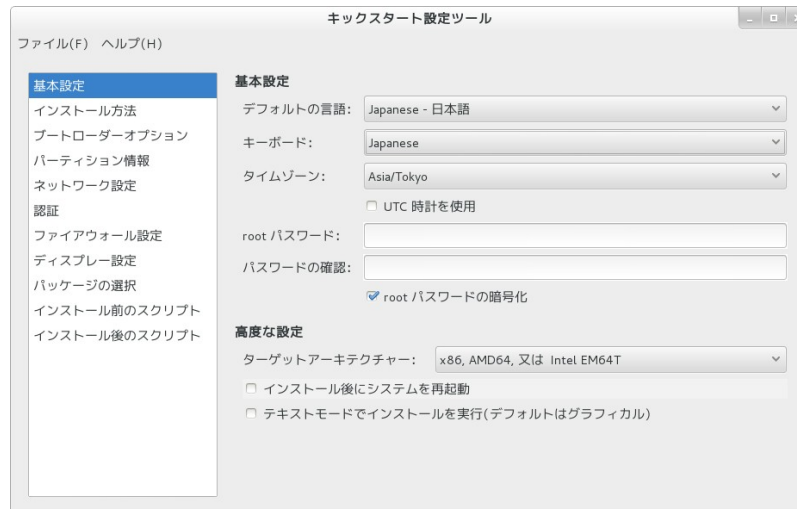 キックスタート設定ツール
ファイル(F) ヘルプ(H)
基本設定
インストール方法
ブートローダーオプション
パーティション情報
ネットワーク設定
認証
ファイアウォール設定
ディスプレー設定
パッケージの選択
インストール前のスクリプト
インストール後のスクリプト
基本設定
デフォルトの言語: Japanese - 日本語
キーボード: Japanese
タイムゾーン: Asia/Tokyo
UTC 時計を使用
root パスワード:
パスワードの確認:
root パスワードの暗号化
高度な設定
ターゲットアーキテクチャー: x86, AMD64, 又は Intel EM64T
インストール後にシステムを再起動
テキストモードでインストールを実行(デフォルトはグラフィカル)